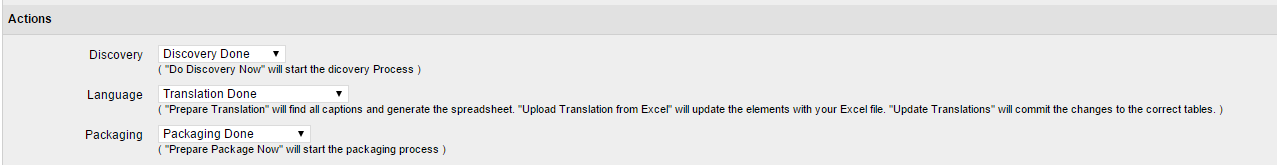 Actions
Discovery Discovery Done
( "Do Discovery Now" will start the dicovery Process )
Language Translation Done
( "Prepare Translation" will find all captions and generate the spreadsheet. "Upload Translation from Excel" will update the elements with your Excel file. "Update Translations" will commit the changes to the correct tables. )
Packaging Packaging Done
( "Prepare Package Now" will start the packaging process )